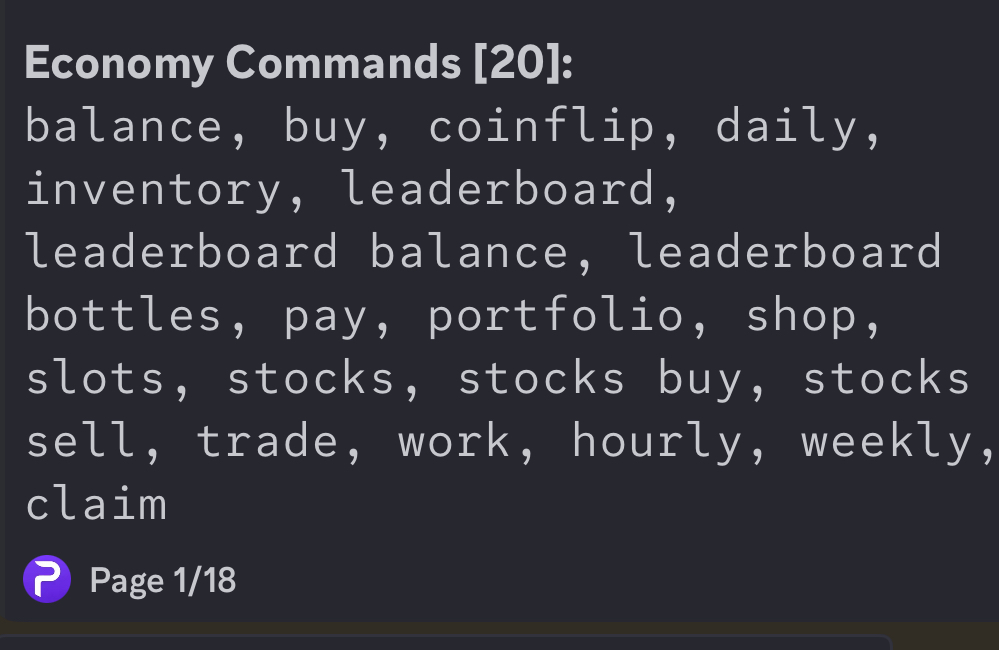 Economy Commands [20]:
balance, buy, coinflip, daily,
inventory, leaderboard,
leaderboard balance, leaderboard
bottles, pay, portfolio, shop,
slots, stocks, stocks buy, stocks
sell, trade, work, hourly, weekly,
claim
Page 1/18